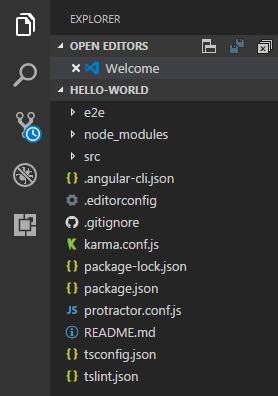 EXPLORER
OPEN EDITORS
Welcome
HELLO-WORLD
e2e
node_modules
src
{ } .angular-cli.json
.editorconfig
.gitignore
karma.conf.js
{ } package-lock.json
{ } package.json
JS protractor.conf.js
README.md
{ } tsconfig.json
{ } tslint.json